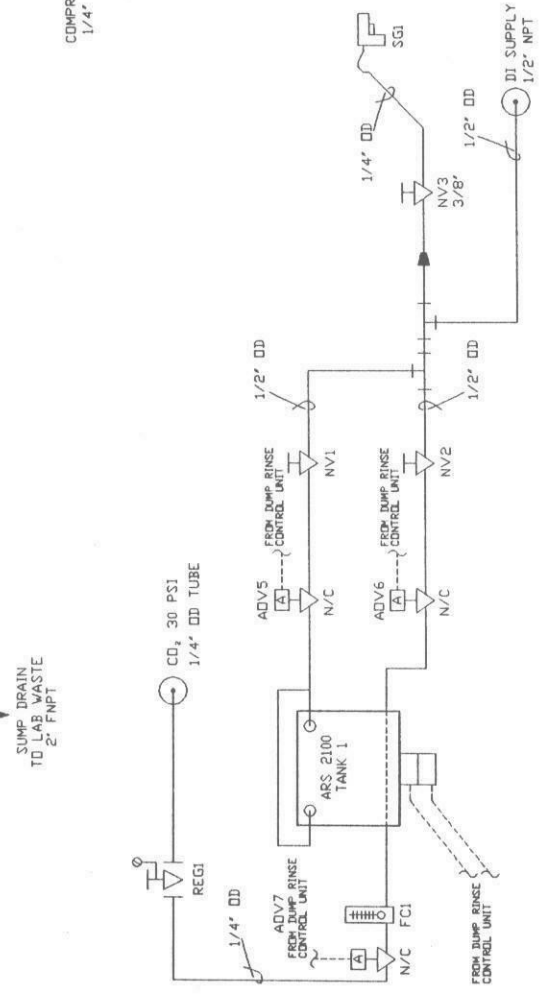 COMPR
1/4"
SUMP DRAIN
TO LAB WASTE
2" FNPT
CO₂ 30 PSI
1/4" OD TUBE
REG1
1/4" OD
AOV7
FROM DUMP RINSE
CONTROL UNIT
A
N/C
FC1
ARS 2100
TANK 1
FROM DUMP RINSE
CONTROL UNIT
AOV5
A
N/C
FROM DUMP RINSE
CONTROL UNIT
NV1
1/2" OD
AOV6
A
N/C
FROM DUMP RINSE
CONTROL UNIT
NV2
1/2" OD
NV3
3/8"
1/4" OD
SG1
1/2" OD
DI SUPPLY
1/2" NPT